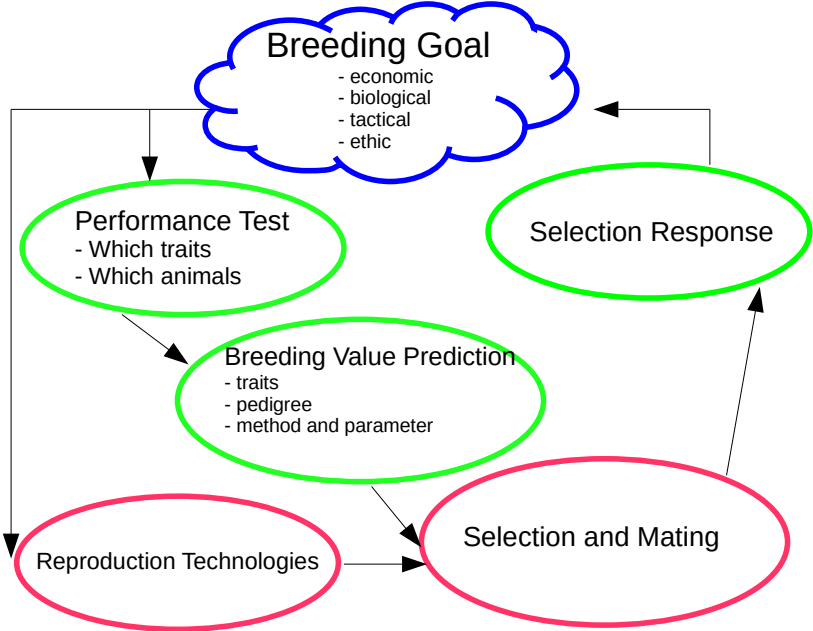 Breeding Goal
- economic
- biological
- tactical
- ethic
Performance Test
- Which traits
- Which animals
Selection Response
Breeding Value Prediction
- traits
- pedigree
- method and parameter
Selection and Mating
Reproduction Technologies